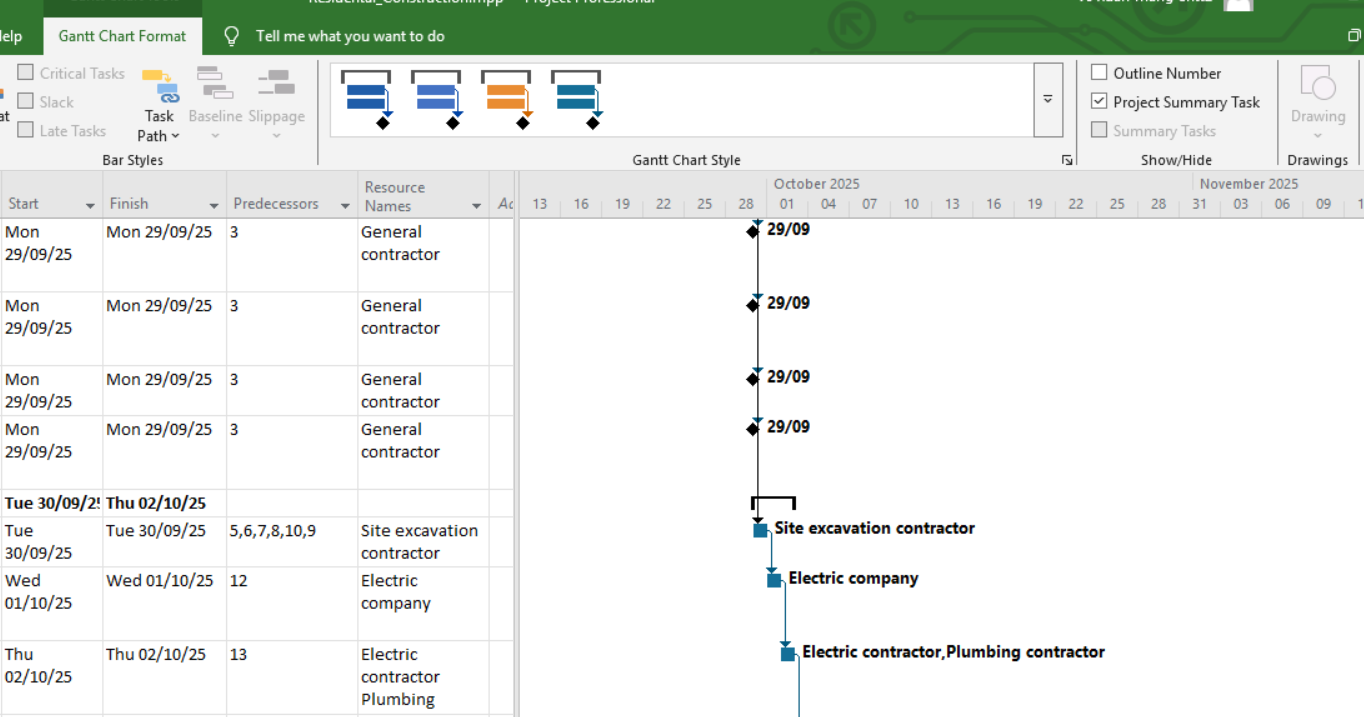 Residental_Construction.mpp - Project Professional
Help
Gantt Chart Format
Tell me what you want to do
Critical Tasks
Slack
Late Tasks
Task
Path
Baseline
Slippage
Bar Styles
Gantt Chart Style
Outline Number
Project Summary Task
Summary Tasks
Show/Hide
Drawing
Drawings
Start
Finish
Predecessors
Resource
Names
October 2025
November 2025
13 16 19 22 25 28 01 04 07 10 13 16 19 22 25 28 31 03 06 09
Mon
29/09/25
Mon 29/09/25
3
General
contractor
29/09
Mon
29/09/25
Mon 29/09/25
3
General
contractor
29/09
Mon
29/09/25
Mon 29/09/25
3
General
contractor
29/09
Mon
29/09/25
Mon 29/09/25
3
General
contractor
29/09
Tue 30/09/25
Thu 02/10/25
Tue
30/09/25
Tue 30/09/25
5,6,7,8,10,9
Site excavation
contractor
Site excavation contractor
Wed
01/10/25
Wed 01/10/25
12
Electric
company
Electric company
Thu
02/10/25
Thu 02/10/25
13
Electric
contractor
Plumbing
Electric contractor,Plumbing contractor